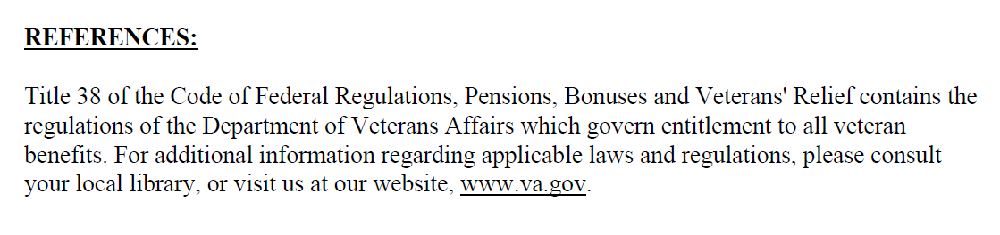 REFERENCES:
Title 38 of the Code of Federal Regulations, Pensions, Bonuses and Veterans' Relief contains the
regulations of the Department of Veterans Affairs which govern entitlement to all veteran
benefits. For additional information regarding applicable laws and regulations, please consult
your local library, or visit us at our website, www.va.gov.